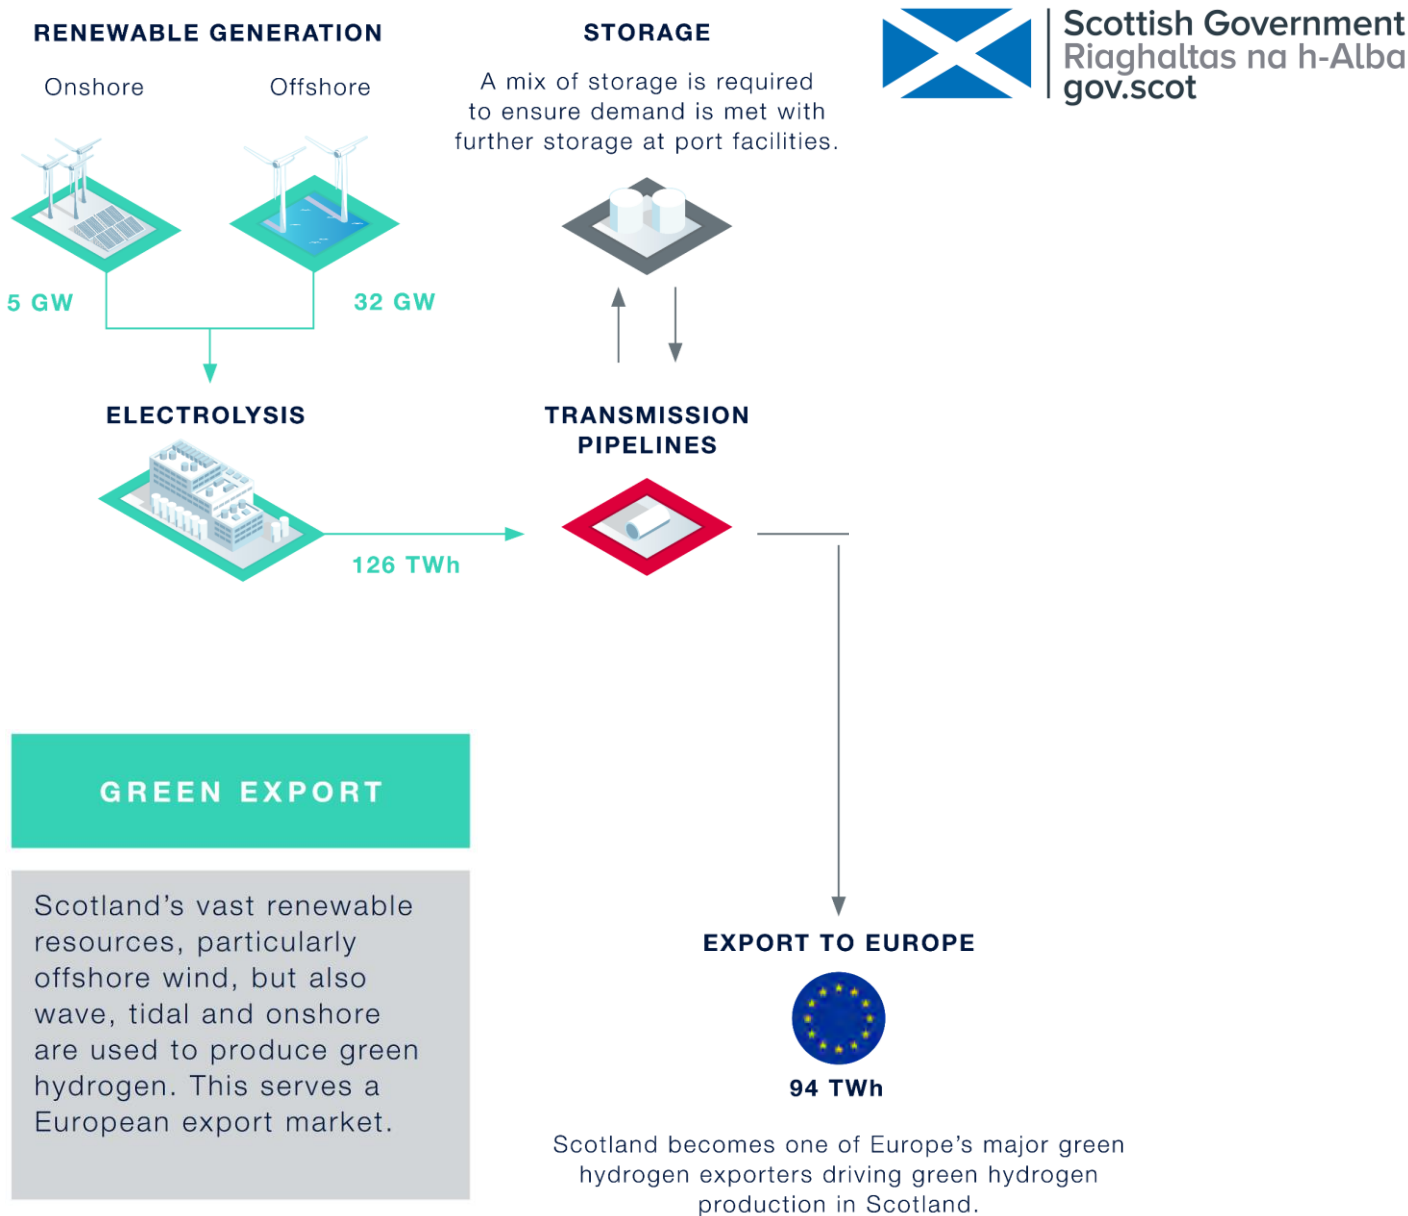 RENEWABLE GENERATION
Onshore
Offshore
5 GW
32 GW
STORAGE
A mix of storage is required
to ensure demand is met with
further storage at port facilities.
Scottish Government
Riaghaltas na h-Alba
gov.scot
ELECTROLYSIS
126 TWh
TRANSMISSION
PIPELINES
GREEN EXPORT
Scotland’s vast renewable
resources, particularly
offshore wind, but also
wave, tidal and onshore
are used to produce green
hydrogen. This serves a
European export market.
EXPORT TO EUROPE
94 TWh
Scotland becomes one of Europe’s major green
hydrogen exporters driving green hydrogen
production in Scotland.